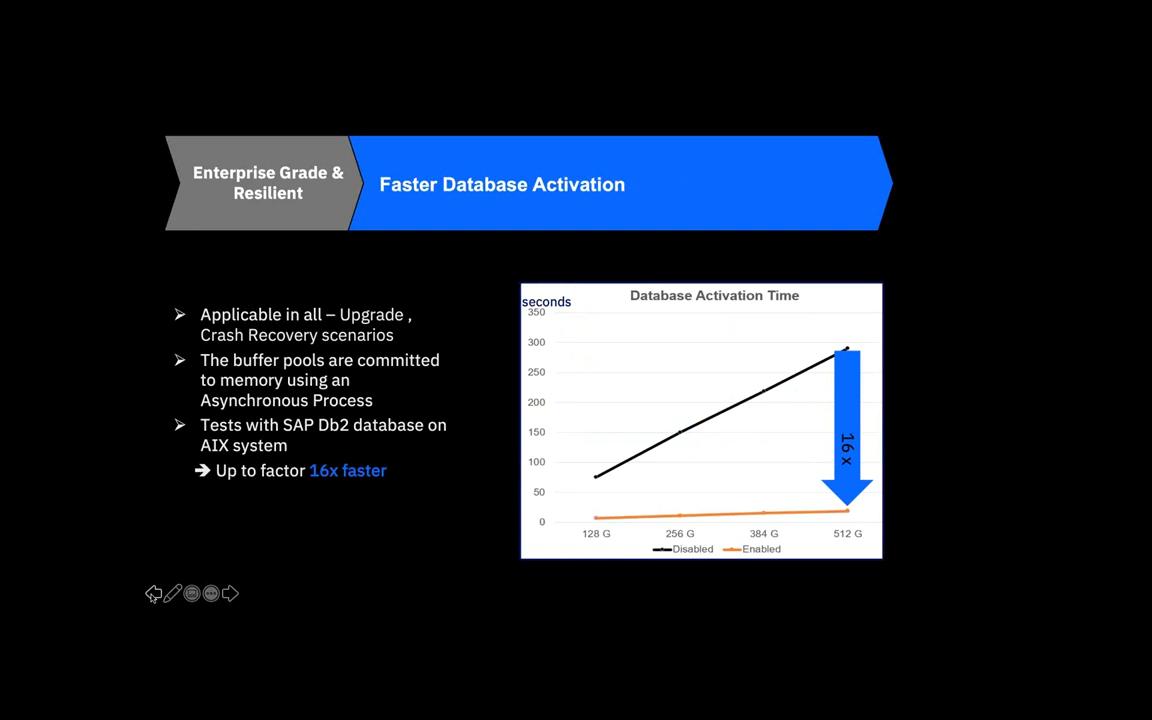 Enterprise Grade &
Resilient
Faster Database Activation
➢ Applicable in all – Upgrade ,
Crash Recovery scenarios
➢ The buffer pools are committed
to memory using an
Asynchronous Process
➢ Tests with SAP Db2 database on
AIX system
➔ Up to factor 16x faster
Database Activation Time
seconds
350
300
250
200
150
100
50
0
16 x
128 G 256 G 384 G 512 G
Disabled Enabled